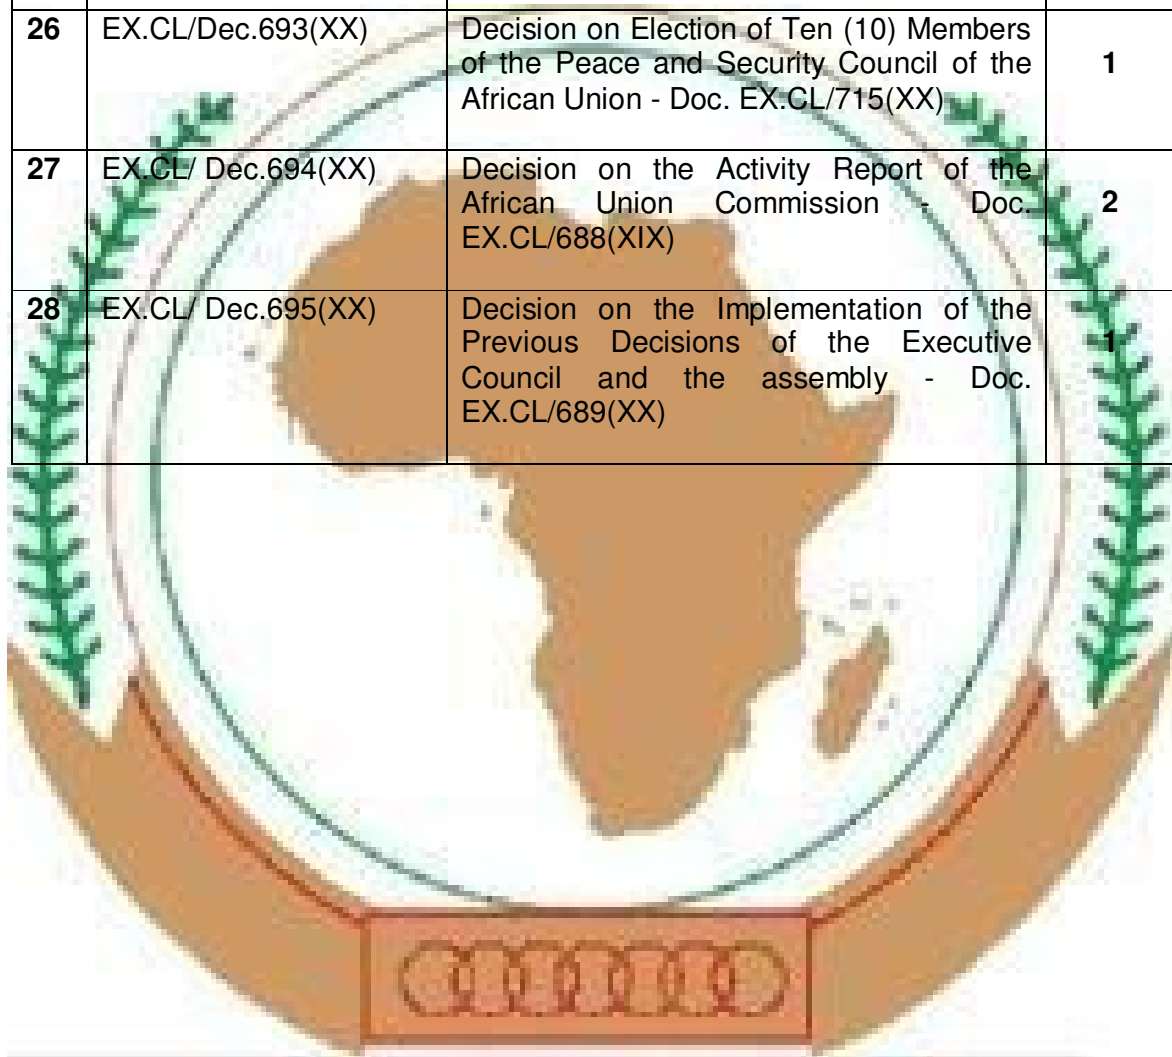 26 EX.CL/Dec.693(XX) Decision on Election of Ten (10) Members 1
of the Peace and Security Council of the
African Union - Doc. EX.CL/715(XX)
27 EX.CL/ Dec.694(XX) Decision on the Activity Report of the 2
African Union Commission - Doc.
EX.CL/688(XIX)
28 EX.CL/ Dec.695(XX) Decision on the Implementation of the 1
Previous Decisions of the Executive
Council and the assembly - Doc.
EX.CL/689(XX)